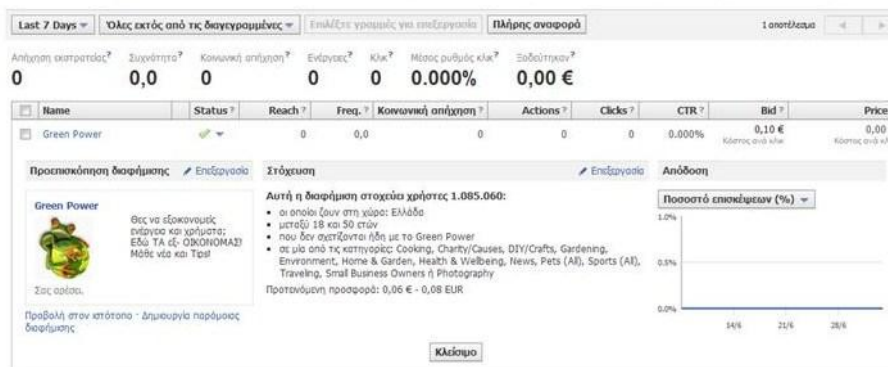 Last 7 Days Όλες εκτός από τις διαγεγραμμένες Επιλέξτε γραμμές για επεξεργασία Πλήρης αναφορά 1 αποτέλεσμα
Απήχηση εκστρατείας? Συχνότητα? Κοινωνική απήχηση? Ενέργειες? Κλικ? Μέσος ρυθμός κλικ? Ξοδεύτηκαν?
0 0,0 0 0 0 0.000% 0,00 €
Name Status ? Reach ? Freq. ? Κοινωνική απήχηση ? Actions ? Clicks ? CTR ? Bid ? Price
Green Power 0 0,0 0 0 0 0.000% 0,10 € 0,00
Κόστος ανά κλικ Κόστος ανά κλ
Προεπισκόπηση διαφήμισης Επεξεργασία Στόχευση Επεξεργασία Απόδοση
Green Power
Θες να εξοικονομείς
ενέργεια και χρήματα;
Εδώ ΤΑ εξ- ΟΙΚΟΝΟΜΑΣ!
Μάθε νέα και Tips!
Σας αρέσει.
Προβολή στον ιστότοπο · Δημιουργία παρόμοιας
διαφήμισης
Αυτή η διαφήμιση στοχεύει χρήστες 1.085.060:
• οι οποίοι ζουν στη χώρα: Ελλάδα
• μεταξύ 18 και 50 ετών
• που δεν σχετίζονται ήδη με το Green Power
• σε μία από τις κατηγορίες: Cooking, Charity/Causes, DIY/Crafts, Gardening,
Environment, Home & Garden, Health & Wellbeing, News, Pets (All), Sports (All),
Traveling, Small Business Owners ή Photography
Προτεινόμενη προσφορά: 0,06 € - 0,08 EUR
Ποσοστό επισκέψεων (%)
1.0%
0.5%
0.0%
14/6 21/6 28/6
Κλείσιμο